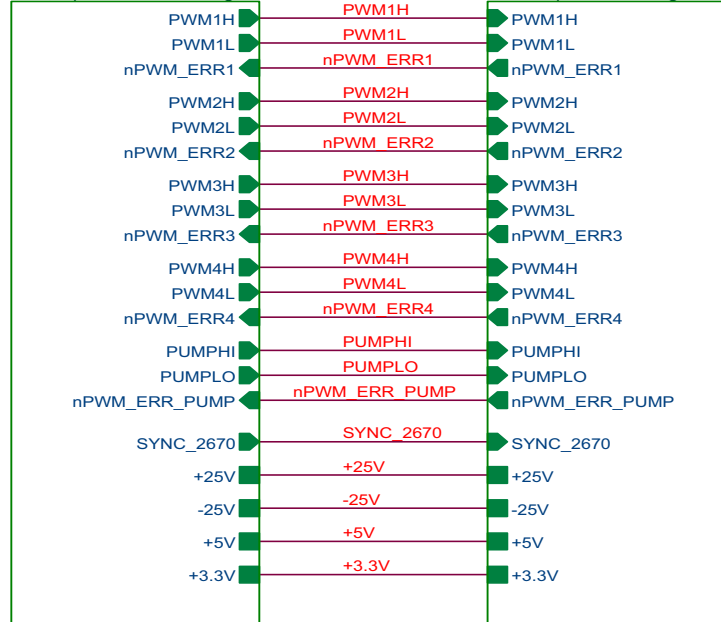 PWM1H PWM1H PWM1H
PWM1L PWM1L PWM1L
nPWM_ERR1 nPWM_ERR1 nPWM_ERR1
PWM2H PWM2H PWM2H
PWM2L PWM2L PWM2L
nPWM_ERR2 nPWM_ERR2 nPWM_ERR2
PWM3H PWM3H PWM3H
PWM3L PWM3L PWM3L
nPWM_ERR3 nPWM_ERR3 nPWM_ERR3
PWM4H PWM4H PWM4H
PWM4L PWM4L PWM4L
nPWM_ERR4 nPWM_ERR4 nPWM_ERR4
PUMPHI PUMPHI PUMPHI
PUMPLO PUMPLO PUMPLO
nPWM_ERR_PUMP nPWM_ERR_PUMP nPWM_ERR_PUMP
SYNC_2670 SYNC_2670 SYNC_2670
+25V +25V +25V
-25V -25V -25V
+5V +5V +5V
+3.3V +3.3V +3.3V